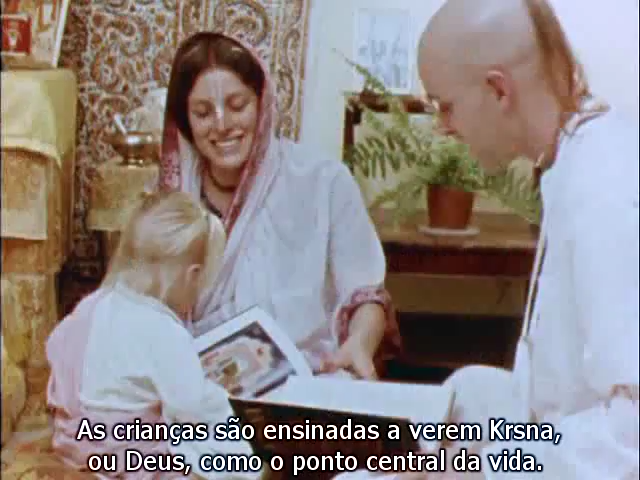 As crianças são ensinadas a verem Krsna,
ou Deus, como o ponto central da vida.